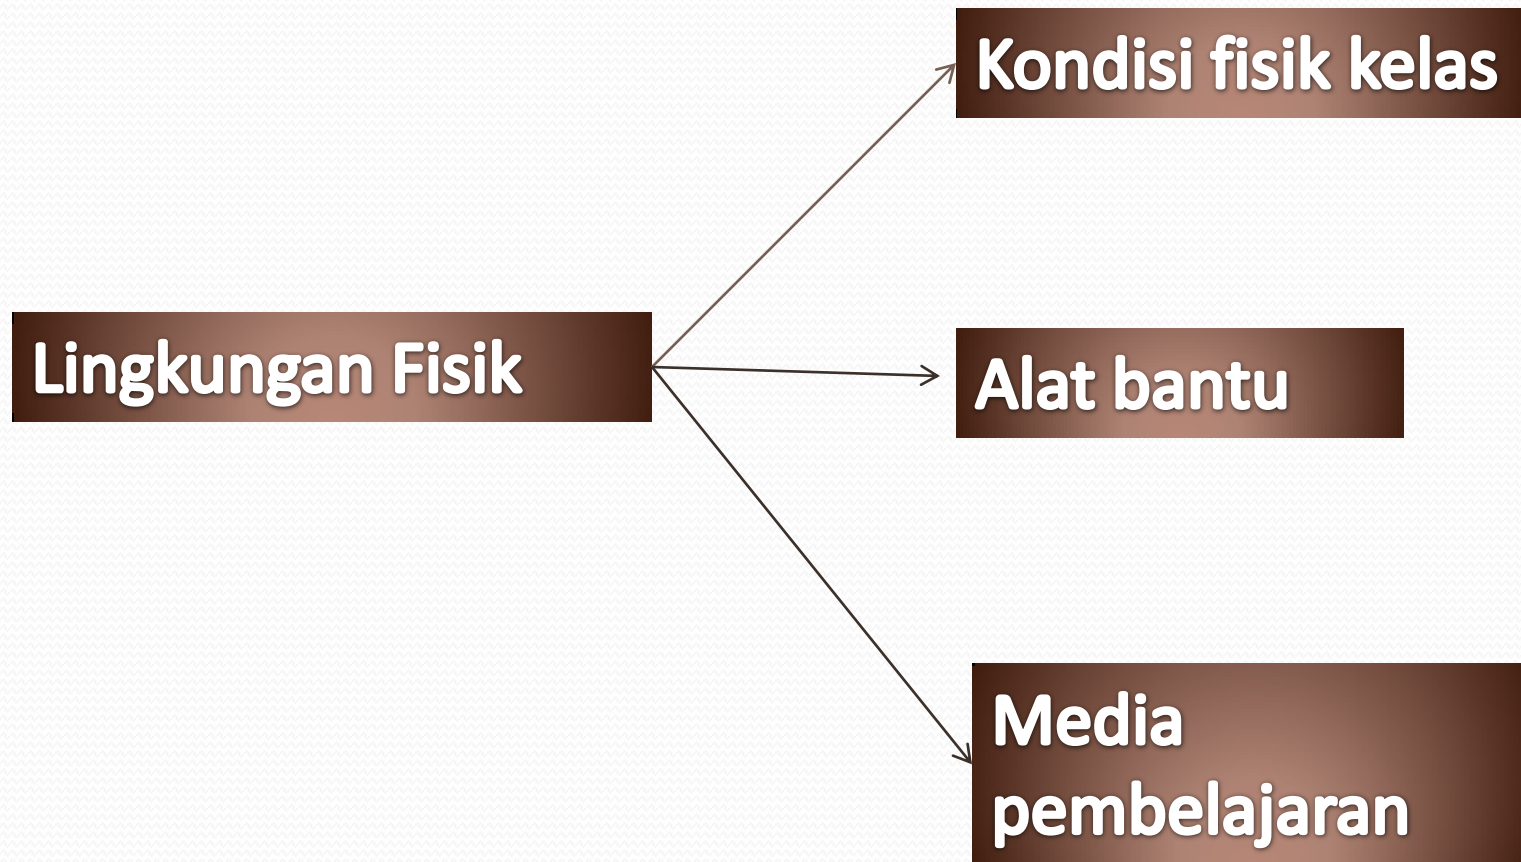 Kondisi fisik kelas
Lingkungan Fisik
Alat bantu
Media
pembelajaran